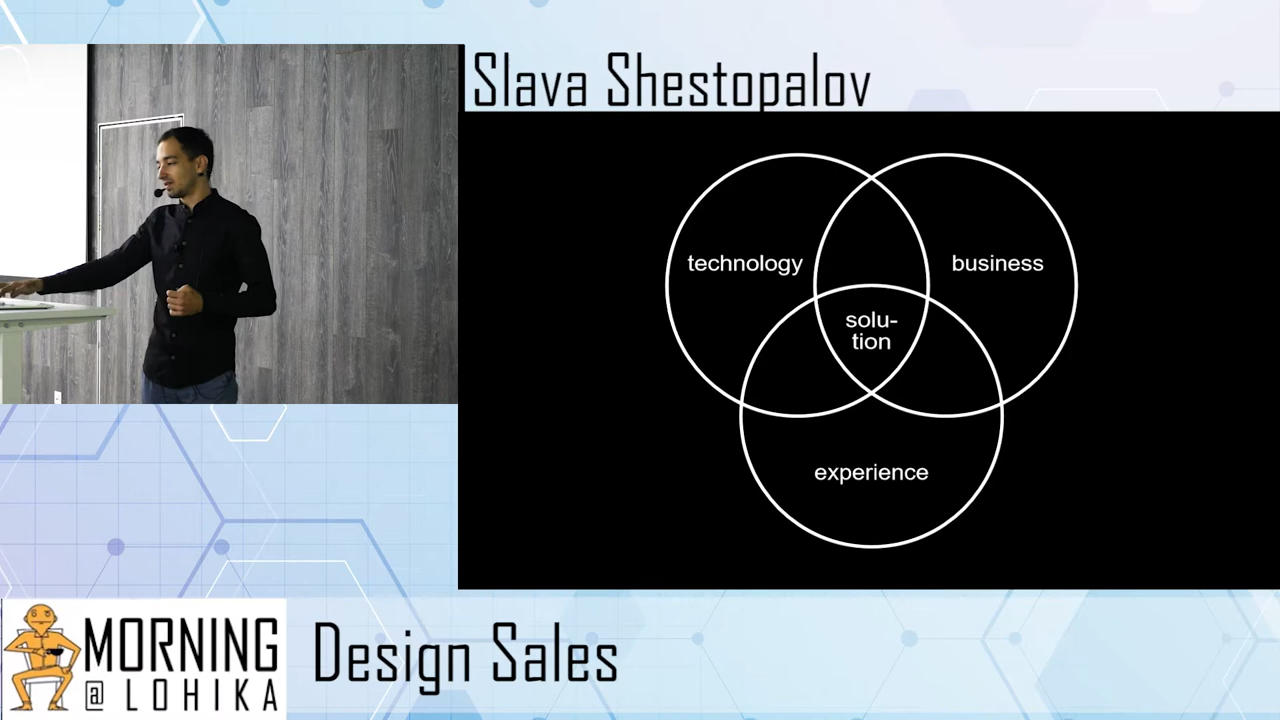 Slava Shestopalov
technology
business
solu-
tion
experience
MORNING
@ LOHIKA
Design Sales